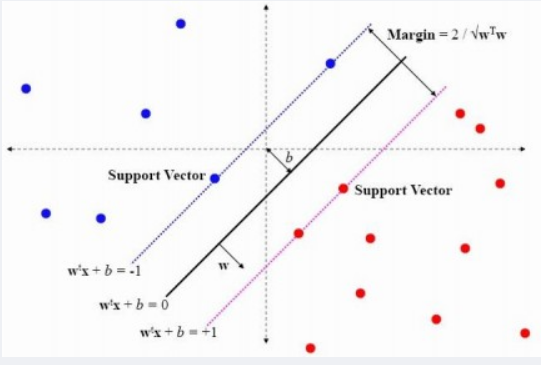 Margin = 2 / √wᵀw
b
Support Vector
Support Vector
w
wᵗx + b = -1
wᵗx + b = 0
wᵗx + b = +1